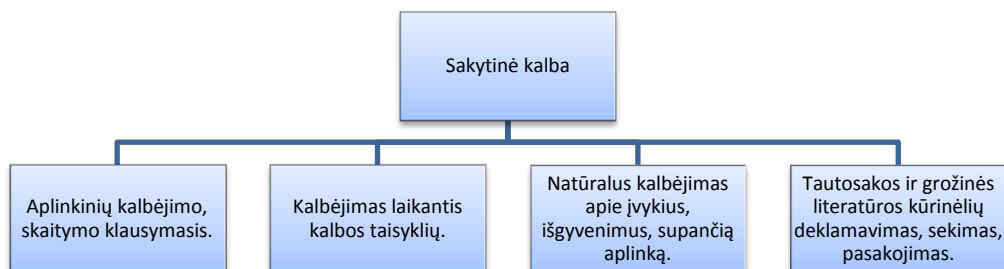 Sakytinė kalba
Aplinkinių kalbėjimo,
skaitymo klausymasis.
Kalbėjimas laikantis
kalbos taisyklių.
Natūralus kalbėjimas
apie įvykius,
išgyvenimus, supančią
aplinką.
Tautosakos ir grožinės
literatūros kūrinėlių
deklamavimas, sekimas,
pasakojimas.